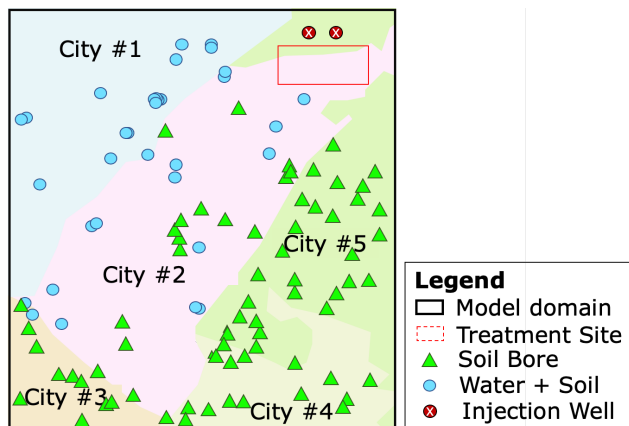 City #1
City #5
City #2
City #3
City #4
Legend
Model domain
Treatment Site
Soil Bore
Water + Soil
Injection Well